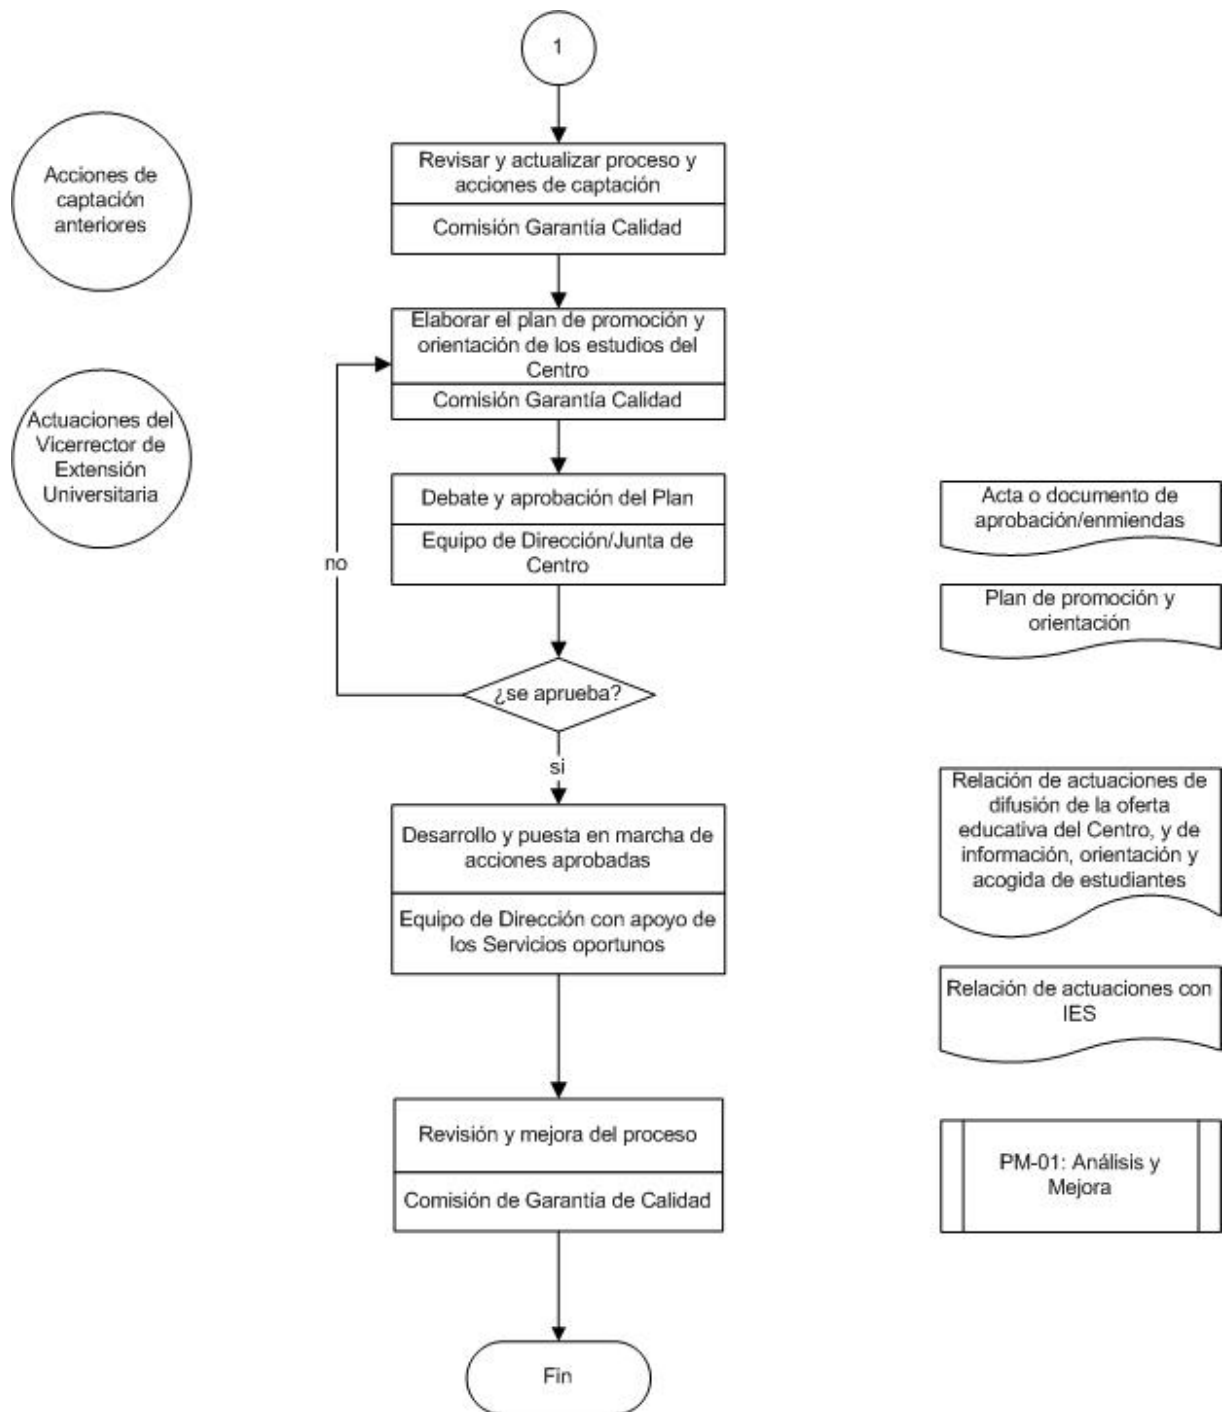 1
Revisar y actualizar proceso y
acciones de captación
Comisión Garantía Calidad
Acciones de
captación
anteriores
Elaborar el plan de promoción y
orientación de los estudios del
Centro
Comisión Garantía Calidad
Actuaciones del
Vicerrector de
Extensión
Universitaria
Debate y aprobación del Plan
Equipo de Dirección/Junta de
Centro
Acta o documento de
aprobación/enmiendas
no
Plan de promoción y
orientación
¿se aprueba?
si
Desarrollo y puesta en marcha de
acciones aprobadas
Equipo de Dirección con apoyo de
los Servicios oportunos
Relación de actuaciones de
difusión de la oferta
educativa del Centro, y de
información, orientación y
acogida de estudiantes
Relación de actuaciones con
IES
Revisión y mejora del proceso
Comisión de Garantía de Calidad
PM-01: Análisis y
Mejora
Fin